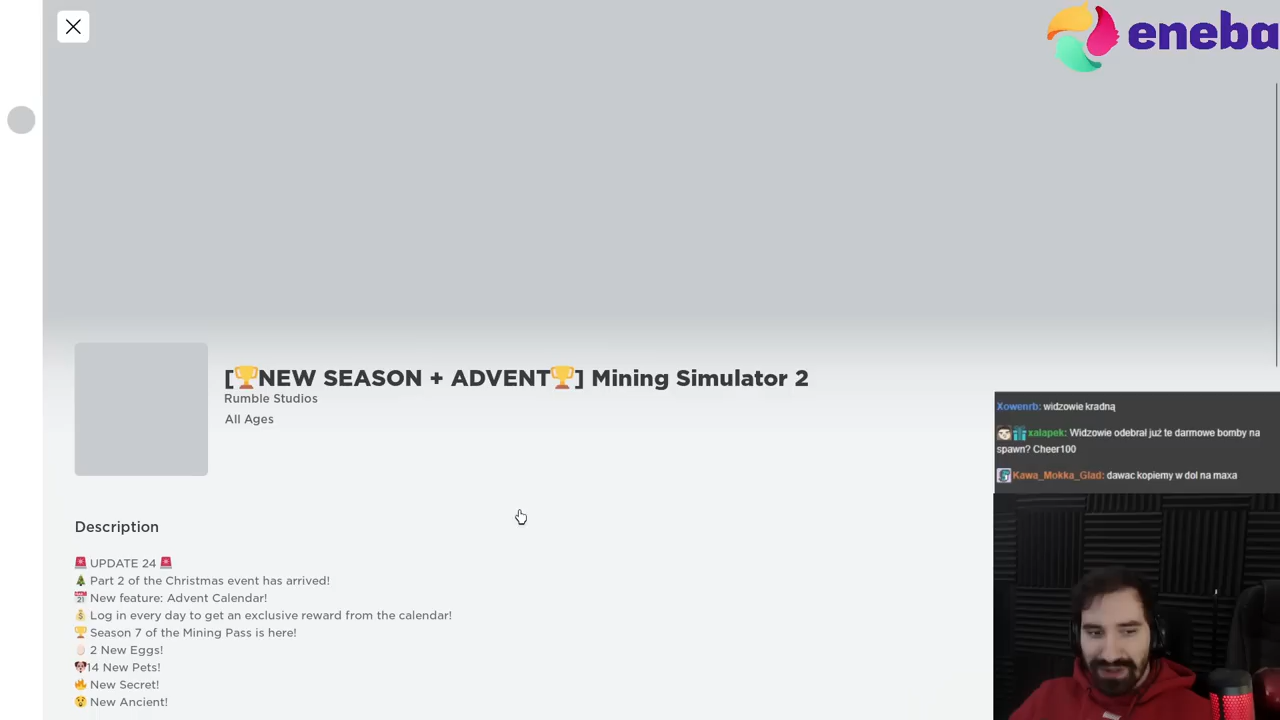 eneba
[🏆NEW SEASON + ADVENT🏆] Mining Simulator 2
Rumble Studios
All Ages
Xowenrb: widzowie kradną
xalapek: Widzowie odebrał już te darmowe bomby na
spawn? Cheer100
Kawa_Mokka_Glad: dawac kopiemy w dol na maxa
Description
🚨 UPDATE 24 🚨
🎄 Part 2 of the Christmas event has arrived!
📅 New feature: Advent Calendar!
💰 Log in every day to get an exclusive reward from the calendar!
🏆 Season 7 of the Mining Pass is here!
🥚 2 New Eggs!
🐶14 New Pets!
🔥 New Secret!
😲 New Ancient!